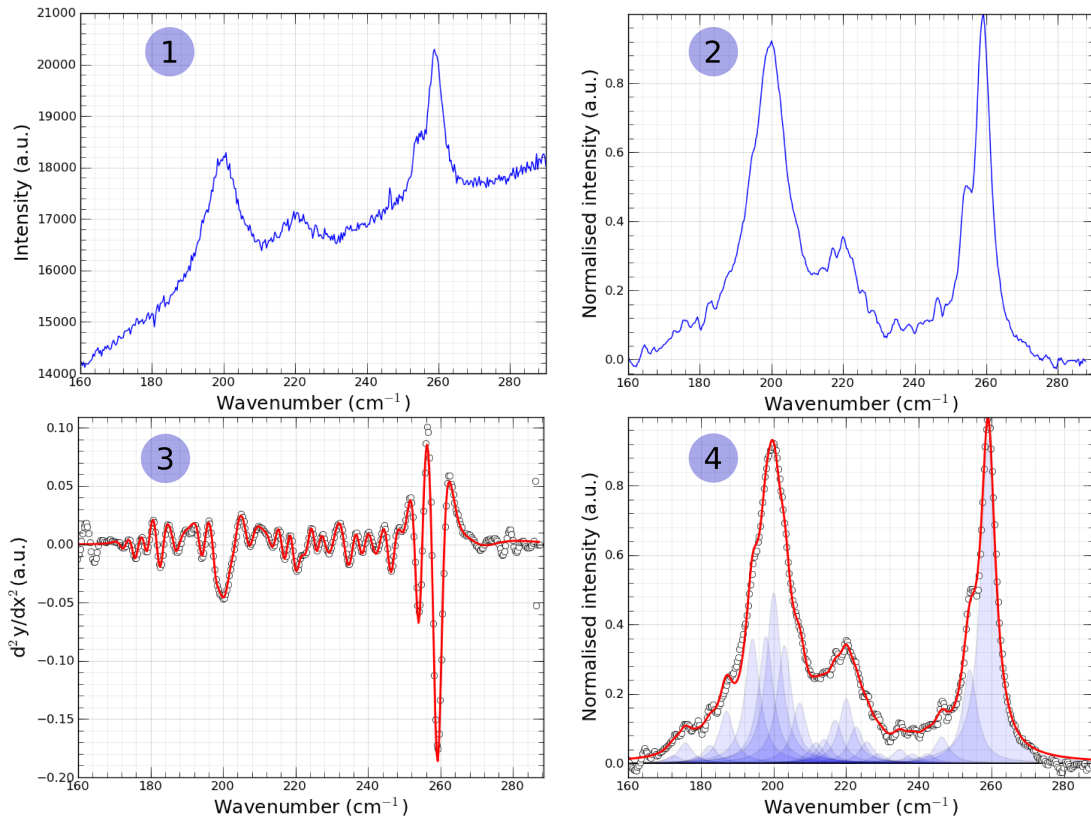 21000
20000
19000
18000
17000
16000
15000
14000
Intensity (a.u.)
1
160 180 200 220 240 260 280
Wavenumber (cm⁻¹)
0.8
0.6
0.4
0.2
0.0
Normalised intensity (a.u.)
2
160 180 200 220 240 260 280
Wavenumber (cm⁻¹)
0.10
0.05
0.00
−0.05
−0.10
−0.15
−0.20
d² y/dx² (a.u.)
3
160 180 200 220 240 260 280
Wavenumber (cm⁻¹)
0.8
0.6
0.4
0.2
0.0
Normalised intensity (a.u.)
4
160 180 200 220 240 260 280
Wavenumber (cm⁻¹)